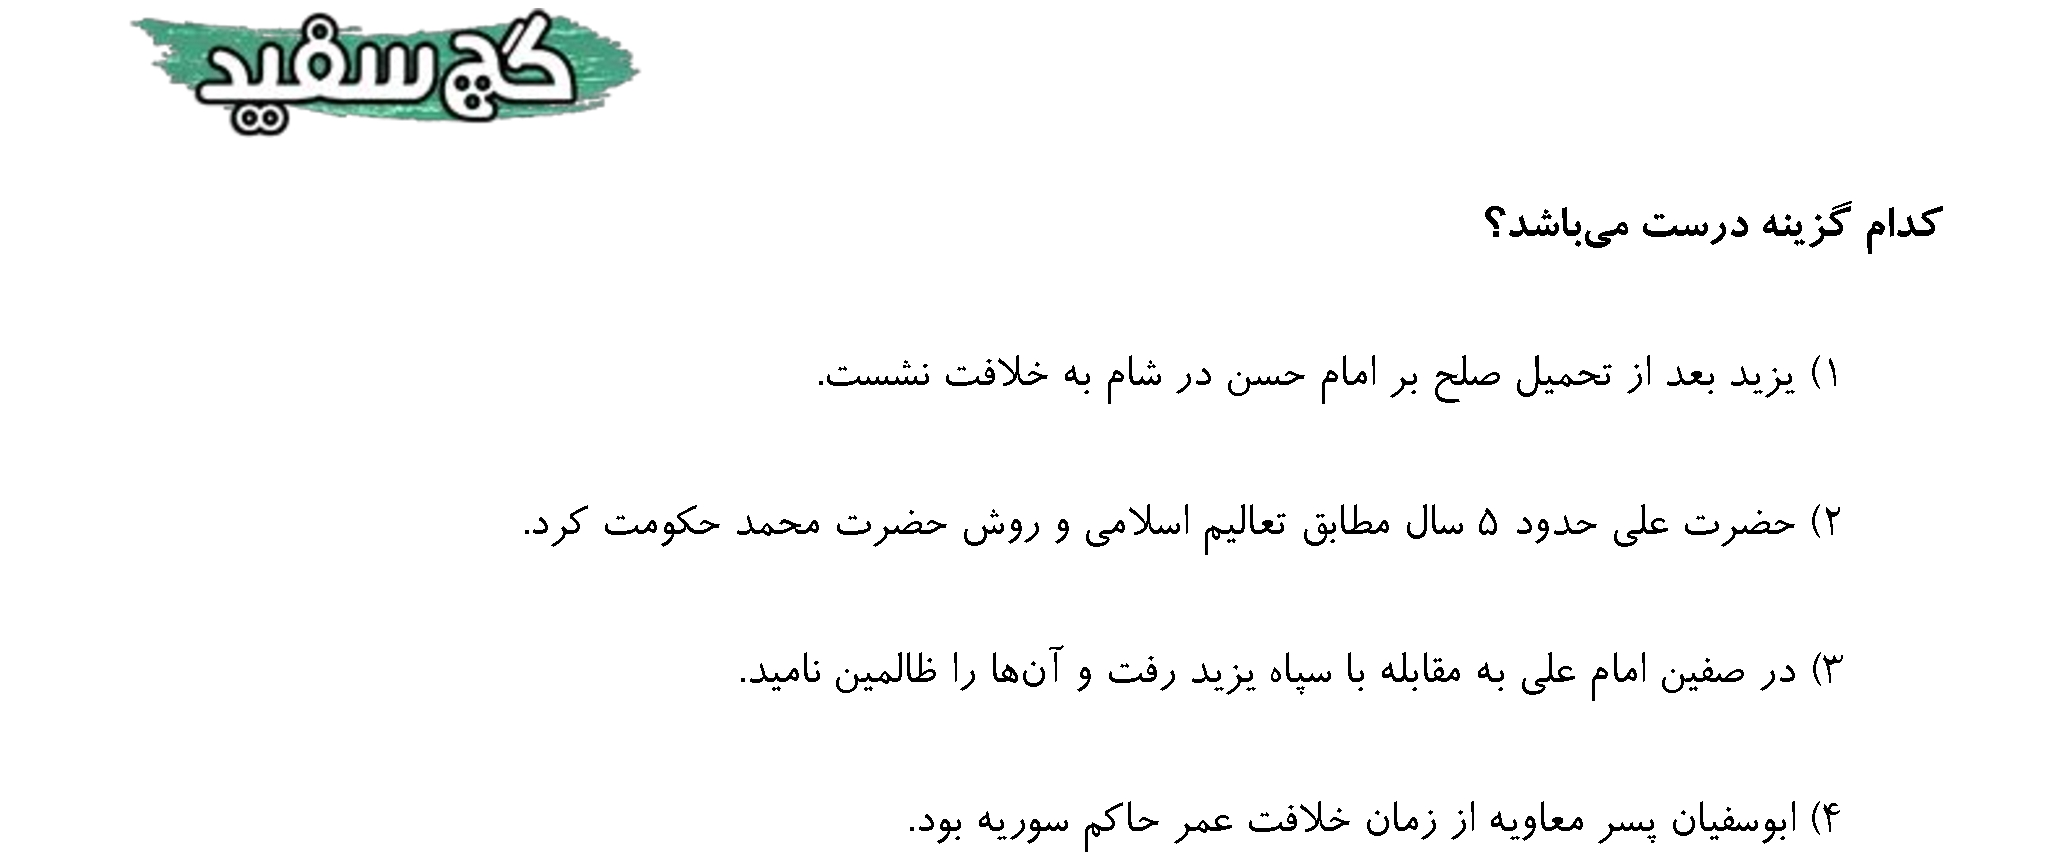 گچ سفید
کدام گزینه درست می‌باشد؟
۱) یزید بعد از تحمیل صلح بر امام حسن در شام به خلافت نشست.
۲) حضرت علی حدود ۵ سال مطابق تعالیم اسلامی و روش حضرت محمد حکومت کرد.
۳) در صفین امام علی به مقابله با سپاه یزید رفت و آن‌ها را ظالمین نامید.
۴) ابوسفیان پسر معاویه از زمان خلافت عمر حاکم سوریه بود.